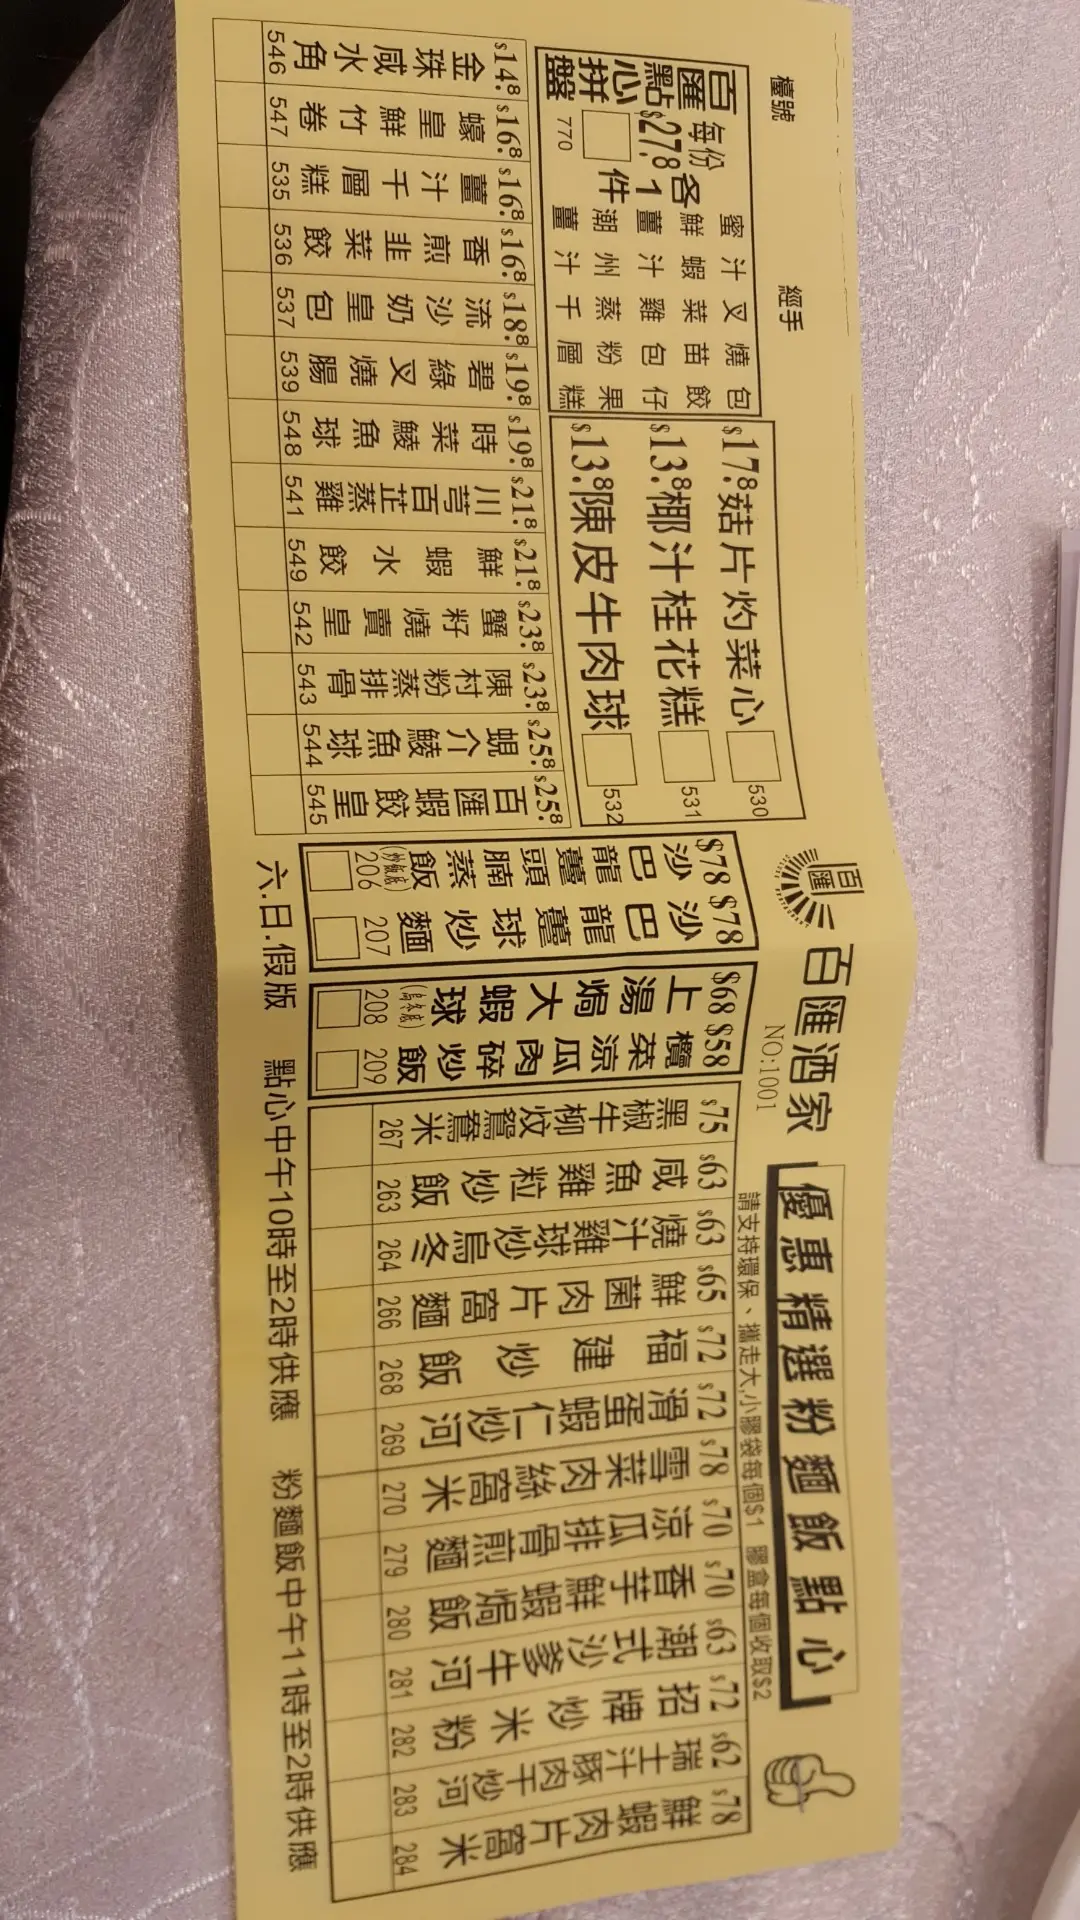 檯號
經手
百匯酒家
NO:1001
優惠精選粉麵飯點心
請支持環保、攜走大,小膠袋每個$1 膠盒每個收取$2
百匯點心拼盤
每份$27.8
各1件
770
蜜汁叉燒包
鮮蝦菜苗餃
薑汁雞包仔
潮州蒸粉果
薑汁千層糕
$17.8菇片灼菜心 530
$13.8椰汁桂花糕 531
$13.8陳皮牛肉球 532
$14.8 金珠咸水角 546
$16.8 蠔皇鮮竹卷 547
$16.8 薑汁千層糕 535
$16.8 香煎韭菜餃 536
$18.8 流沙奶皇包 537
$19.8 碧綠叉燒腸 539
$19.8 時菜鯪魚球 548
$21.8 川芎百芷蒸雞 541
$21.8 鮮蝦水餃 549
$23.8 蟹籽燒賣皇 542
$23.8 陳村粉蒸排骨 543
$25.8 蜆介鯪魚球 544
$25.8 百匯蝦餃皇 545
$78 沙巴龍躉頭腩蒸飯 206
$78 沙巴龍躉球炒麵 207
$68 上湯焗大蝦球(烏冬底) 208
$58 欖菜涼瓜肉碎炒飯 209
$75 黑椒牛柳炆鴛鴦米 267
$63 咸魚雞粒炒飯 263
$63 燒汁雞球炒烏冬 264
$65 鮮菌肉片窩麵 266
$72 福建炒飯 268
$72 滑蛋蝦仁炒河 269
$78 雪菜肉絲窩米 270
$70 涼瓜排骨煎麵 279
$70 香芋鮮蝦焗飯 280
$63 潮式沙爹牛河 281
$72 招牌炒米粉 282
$62 瑞士汁豚肉干炒河 283
$78 鮮蝦肉片窩米 284
六.日.假版 點心中午10時至2時供應 粉麵飯中午11時至2時供應